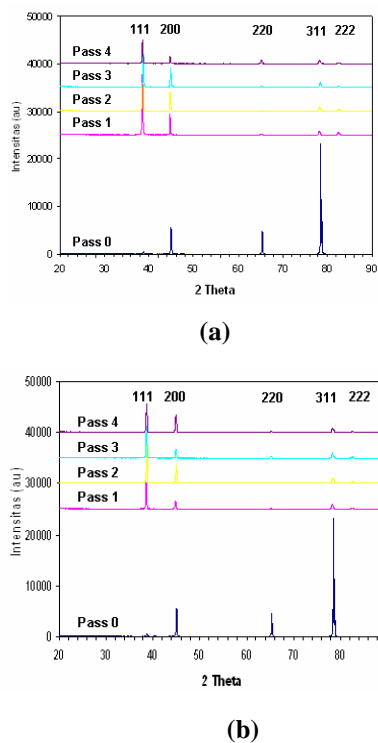 111 200 220 311 222
50000
Pass 4
40000
Pass 3
Pass 2
30000
Pass 1
20000
10000
Pass 0
0
20 30 40 50 60 70 80 90
Intensitas (au)
2 Theta
(a)
50000
111 200 220 311 222
Pass 4
40000
Pass 3
Pass 2
30000
Pass 1
20000
10000
Pass 0
0
20 30 40 50 60 70 80
Intensitas (au)
2 Theta
(b)